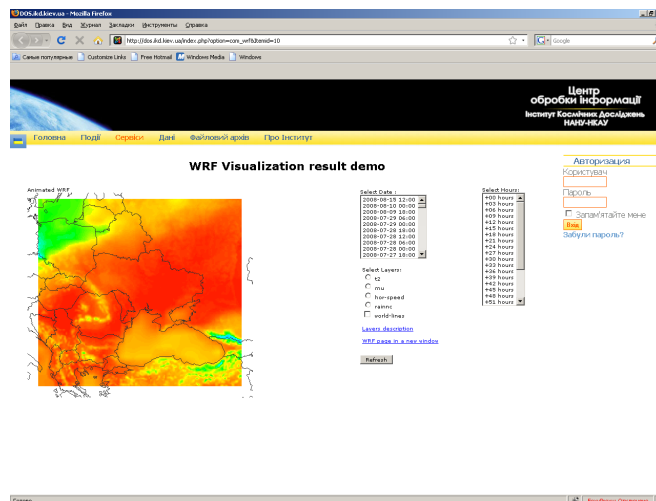 DOS.ikd.kiev.ua - Mozilla Firefox
Файл Правка Вид Журнал Закладки Инструменты Справка
http://dos.ikd.kiev.ua/index.php?option=com_wrf&Itemid=10
Google
Самые популярные Customize Links Free Hotmail Windows Media Windows
Центр
обробки інформації
Інститут Космічних Досліджень
НАНУ-НКАУ
Головна Події Сервіси Дані Файловий архів Про Інститут
WRF Visualization result demo
Авторизация
Користувач
Пароль
Запам'ятайте мене
Вхід
Забули пароль?
Animated WRF
Select Date :
2008-08-15 12:00
2008-08-10 00:00
2008-08-09 18:00
2008-07-29 06:00
2008-07-29 00:00
2008-07-28 18:00
2008-07-28 12:00
2008-07-28 06:00
2008-07-28 00:00
2008-07-27 18:00
Select Hours:
+00 hours
+03 hours
+06 hours
+09 hours
+12 hours
+15 hours
+18 hours
+21 hours
+24 hours
+27 hours
+30 hours
+33 hours
+36 hours
+39 hours
+42 hours
+45 hours
+48 hours
+51 hours
Select Layers:
t2
mu
hor-speed
rainnc
world-lines
Layers description
WRF page in a new window
Refresh
Готово